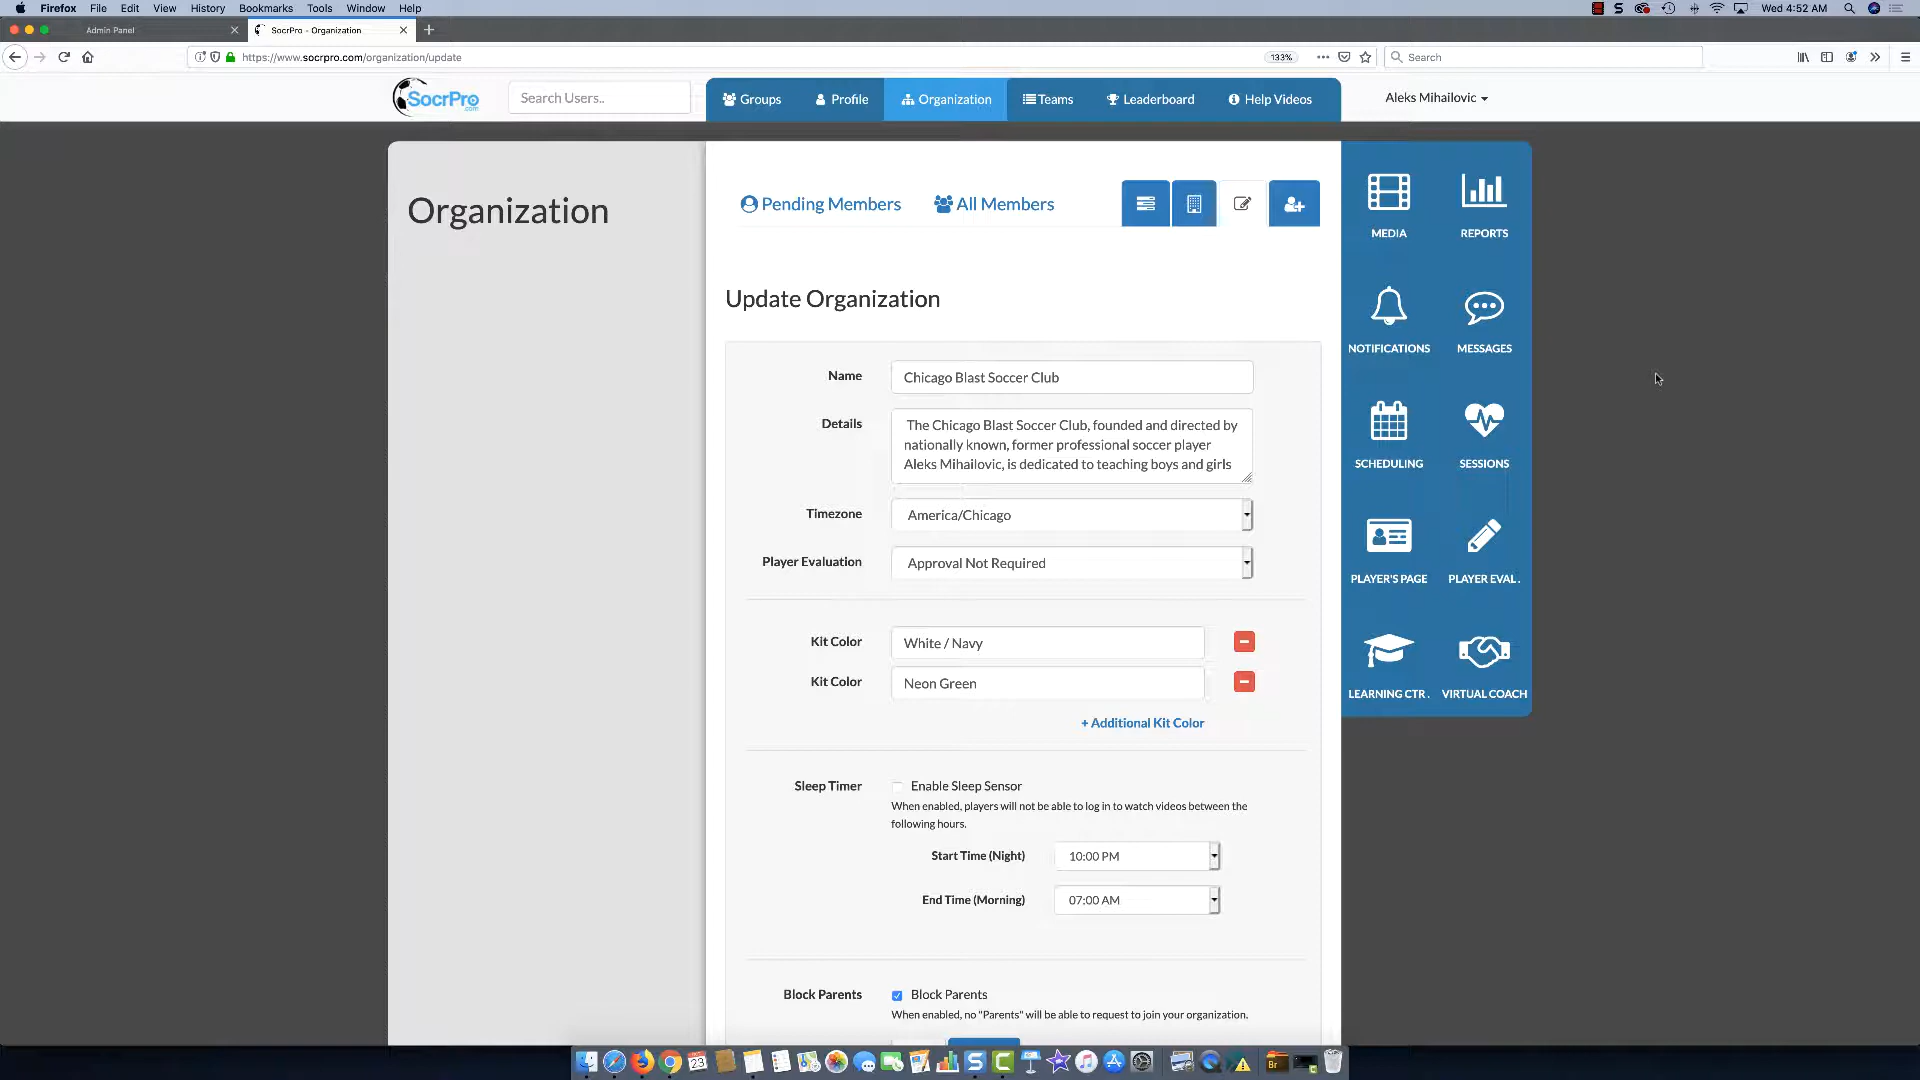 Firefox File Edit View History Bookmarks Tools Window Help Wed 4:52 AM
Admin Panel SocrPro - Organization
https://www.socrpro.com/organization/update 133% Search
SocrPro .com Search Users.. Groups Profile Organization Teams Leaderboard Help Videos Aleks Mihailovic
Organization
Pending Members All Members
MEDIA REPORTS
Update Organization
NOTIFICATIONS MESSAGES
Name Chicago Blast Soccer Club
Details The Chicago Blast Soccer Club, founded and directed by
nationally known, former professional soccer player
Aleks Mihailovic, is dedicated to teaching boys and girls
SCHEDULING SESSIONS
Timezone America/Chicago
Player Evaluation Approval Not Required
PLAYER'S PAGE PLAYER EVAL.
Kit Color White / Navy
Kit Color Neon Green
LEARNING CTR. VIRTUAL COACH
+ Additional Kit Color
Sleep Timer Enable Sleep Sensor
When enabled, players will not be able to log in to watch videos between the
following hours.
Start Time (Night) 10:00 PM
End Time (Morning) 07:00 AM
Block Parents Block Parents
When enabled, no "Parents" will be able to request to join your organization.
23
S
C
Br